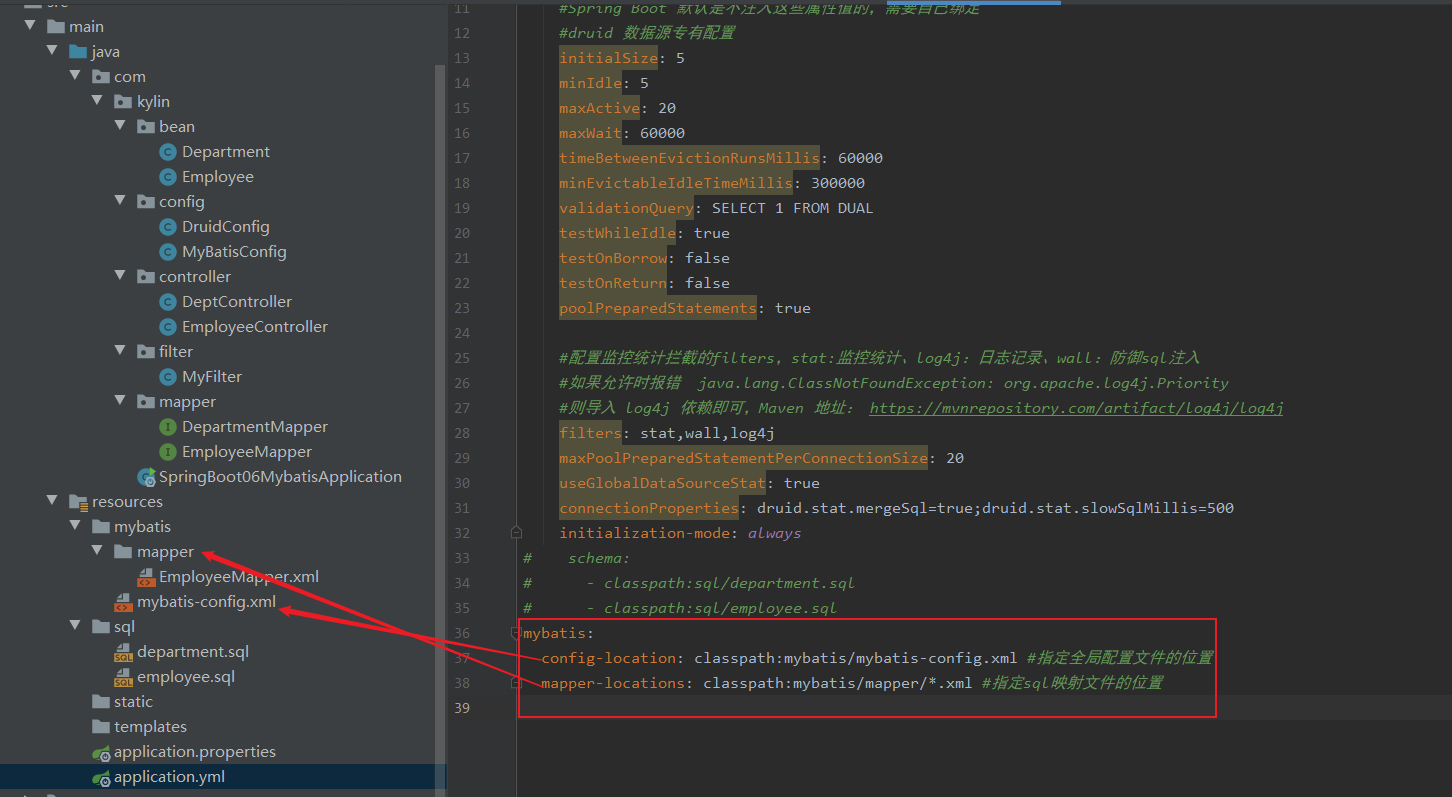 src
main
java
com
kylin
bean
Department
Employee
config
DruidConfig
MyBatisConfig
controller
DeptController
EmployeeController
filter
MyFilter
mapper
DepartmentMapper
EmployeeMapper
SpringBoot06MybatisApplication
resources
mybatis
mapper
EmployeeMapper.xml
mybatis-config.xml
sql
department.sql
employee.sql
static
templates
application.properties
application.yml
11 #Spring Boot 默认是不注入这些属性值的，需要自己绑定
12 #druid 数据源专有配置
13 initialSize: 5
14 minIdle: 5
15 maxActive: 20
16 maxWait: 60000
17 timeBetweenEvictionRunsMillis: 60000
18 minEvictableIdleTimeMillis: 300000
19 validationQuery: SELECT 1 FROM DUAL
20 testWhileIdle: true
21 testOnBorrow: false
22 testOnReturn: false
23 poolPreparedStatements: true
24
25 #配置监控统计拦截的filters，stat:监控统计、log4j：日志记录、wall：防御sql注入
26 #如果允许时报错  java.lang.ClassNotFoundException: org.apache.log4j.Priority
27 #则导入 log4j 依赖即可，Maven 地址： https://mvnrepository.com/artifact/log4j/log4j
28 filters: stat,wall,log4j
29 maxPoolPreparedStatementPerConnectionSize: 20
30 useGlobalDataSourceStat: true
31 connectionProperties: druid.stat.mergeSql=true;druid.stat.slowSqlMillis=500
32 initialization-mode: always
33 #    schema:
34 #      - classpath:sql/department.sql
35 #      - classpath:sql/employee.sql
36 mybatis:
37 config-location: classpath:mybatis/mybatis-config.xml #指定全局配置文件的位置
38 mapper-locations: classpath:mybatis/mapper/*.xml #指定sql映射文件的位置
39